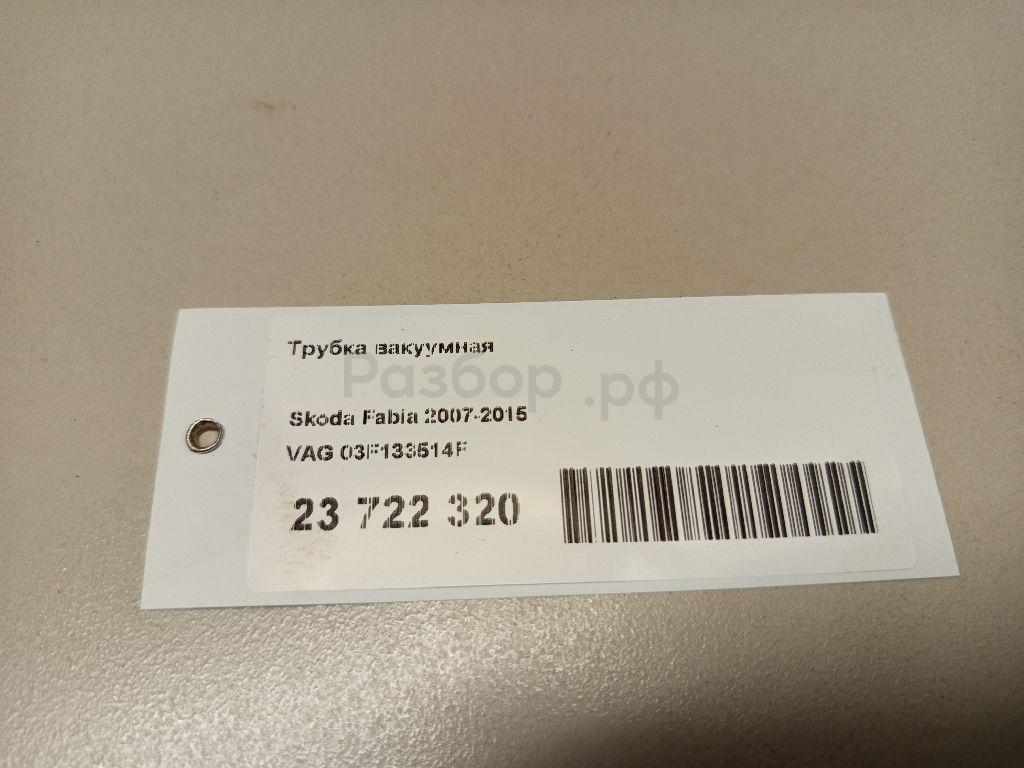 Трубка вакуумная
Разбор.рф
Skoda Fabia 2007-2015
VAG 03F133514F
23 722 320